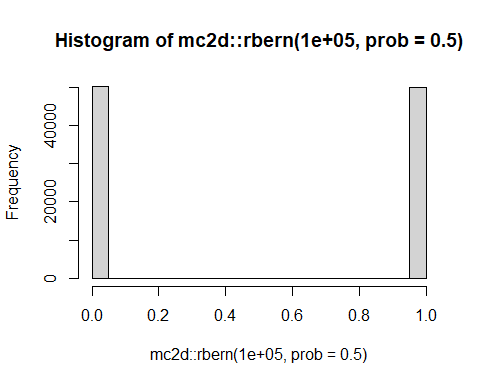 Histogram of mc2d::rbern(1e+05, prob = 0.5)
Frequency
40000
20000
0
0.0 0.2 0.4 0.6 0.8 1.0
mc2d::rbern(1e+05, prob = 0.5)